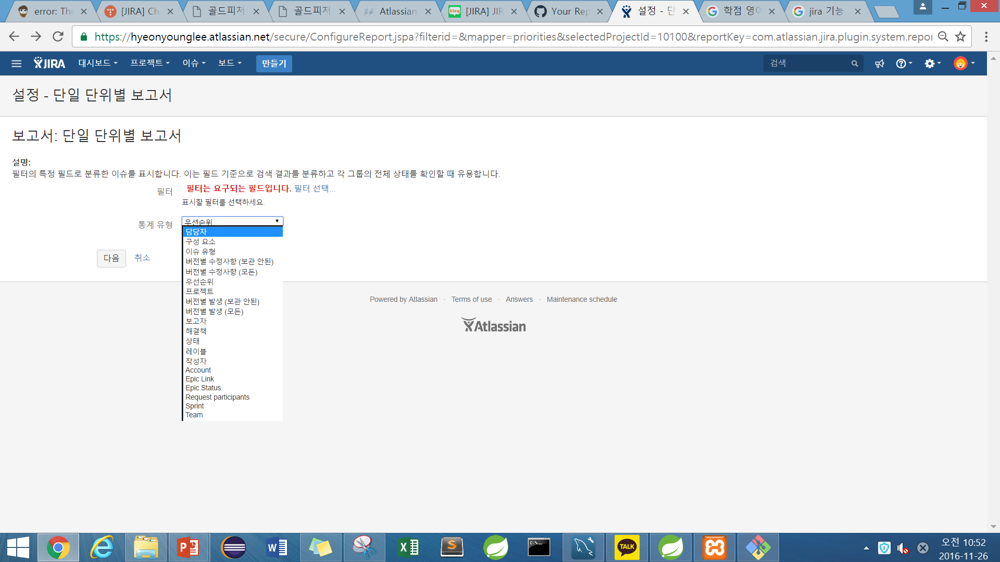 error: The
[JIRA] Ch
골드피처
골드피처
Atlassian
blog [JIRA] JIR
Your Rep
설정 - 단
학점 영어
jira 기능
https://hyeonyounglee.atlassian.net/secure/ConfigureReport.jspa?filterid=&mapper=priorities&selectedProjectId=10100&reportKey=com.atlassian.jira.plugin.system.repor
JIRA 대시보드 프로젝트 이슈 보드 만들기 검색
설정 - 단일 단위별 보고서
보고서: 단일 단위별 보고서
설명:
필터의 특정 필드로 분류한 이슈를 표시합니다. 이는 필드 기준으로 검색 결과를 분류하고 각 그룹의 전체 상태를 확인할 때 유용합니다.
필터 필터는 요구되는 필드입니다. 필터 선택...
표시할 필터를 선택하세요.
통계 유형 우선순위
담당자
구성 요소
이슈 유형
버전별 수정사항 (보관 안된)
버전별 수정사항 (모든)
우선순위
프로젝트
버전별 발생 (보관 안된)
버전별 발생 (모든)
보고자
해결책
상태
레이블
작성자
Account
Epic Link
Epic Status
Request participants
Sprint
Team
다음 취소
Powered by Atlassian · Terms of use · Answers · Maintenance schedule
Atlassian
TALK
오전 10:52
2016-11-26